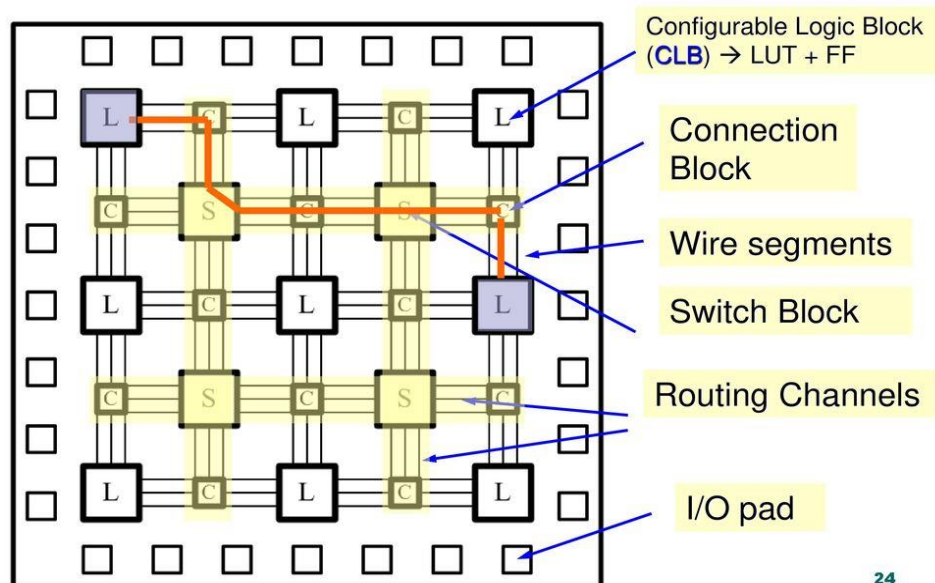 Configurable Logic Block
(CLB) → LUT + FF
L C L C L
Connection
Block
C S C S C
Wire segments
L C L C L
Switch Block
C S C S C
Routing Channels
L C L C L
I/O pad
24